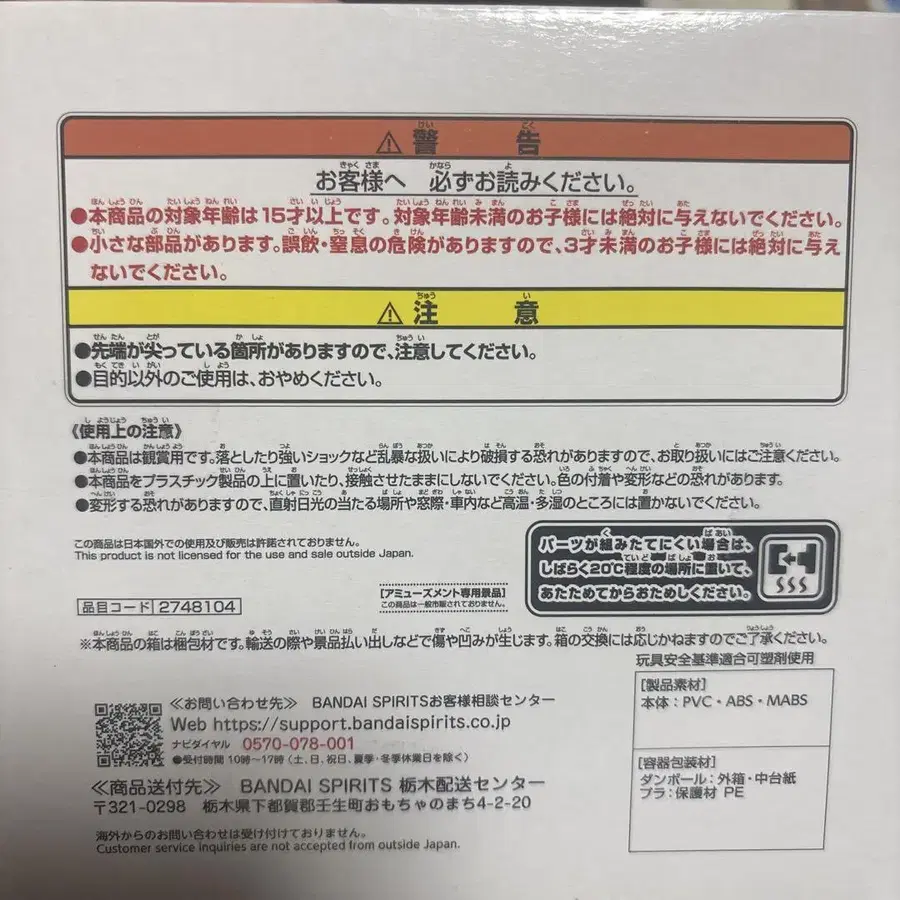 ⚠警告
お客様へ 必ずお読みください。
●本商品の対象年齢は15才以上です。対象年齢未満のお子様には絶対に与えないでください。
●小さな部品があります。誤飲・窒息の危険がありますので、3才未満のお子様には絶対に与え
ないでください。
⚠注意
●先端が尖っている箇所がありますので、注意してください。
●目的以外のご使用は、おやめください。
《使用上の注意》
●本商品は観賞用です。落としたり強いショックなど乱暴な扱いにより破損する恐れがありますので、お取り扱いにはご注意ください。
●本商品をプラスチック製品の上に置いたり、接触させたままにしないでください。色の付着や変形などの恐れがあります。
●変形する恐れがありますので、直射日光の当たる場所や窓際・車内など高温・多湿のところには置かないでください。
この商品は日本国外での使用及び販売は許諾されておりません。
This product is not licensed for the use and sale outside Japan.
パーツが組みたてにくい場合は、
しばらく20℃程度の場所に置いて、
あたためてからおためしください。
[アミューズメント専用景品]
この商品は一般市販されておりません。
品目コード 2748104
※本商品の箱は梱包材です。輸送の際や景品払い出しなどで傷や凹みが生じます。箱の交換には応じかねますのでご了承ください。
玩具安全基準適合可塑剤使用
[製品素材]
本体：PVC・ABS・MABS
[容器包装材]
ダンボール：外箱・中台紙
プラ：保護材 PE
≪お問い合わせ先≫ BANDAI SPIRITSお客様相談センター
Web https://support.bandaispirits.co.jp
ナビダイヤル 0570-078-001
●受付時間 10時〜17時（土、日、祝日、夏季・冬季休業日を除く）
≪商品送付先≫ BANDAI SPIRITS 栃木配送センター
〒321-0298 栃木県下都賀郡壬生町おもちゃのまち4-2-20
海外からのお問い合わせは受け付けておりません。
Customer service inquiries are not accepted from outside Japan.